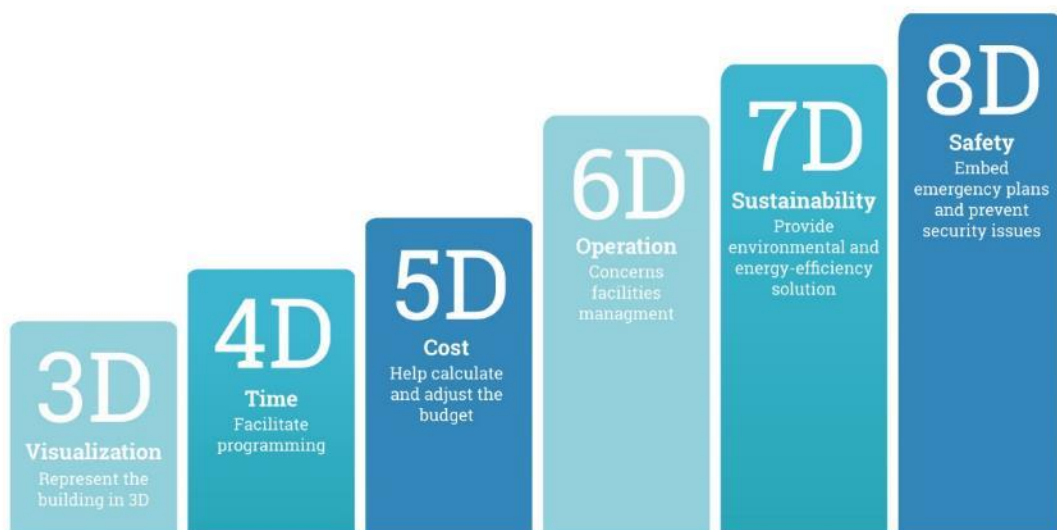 3D
Visualization
Represent the
building in 3D
4D
Time
Facilitate
programming
5D
Cost
Help calculate
and adjust the
budget
6D
Operation
Concerns
facilities
managment
7D
Sustainability
Provide
environmental and
energy-efficiency
solution
8D
Safety
Embed
emergency plans
and prevent
security issues